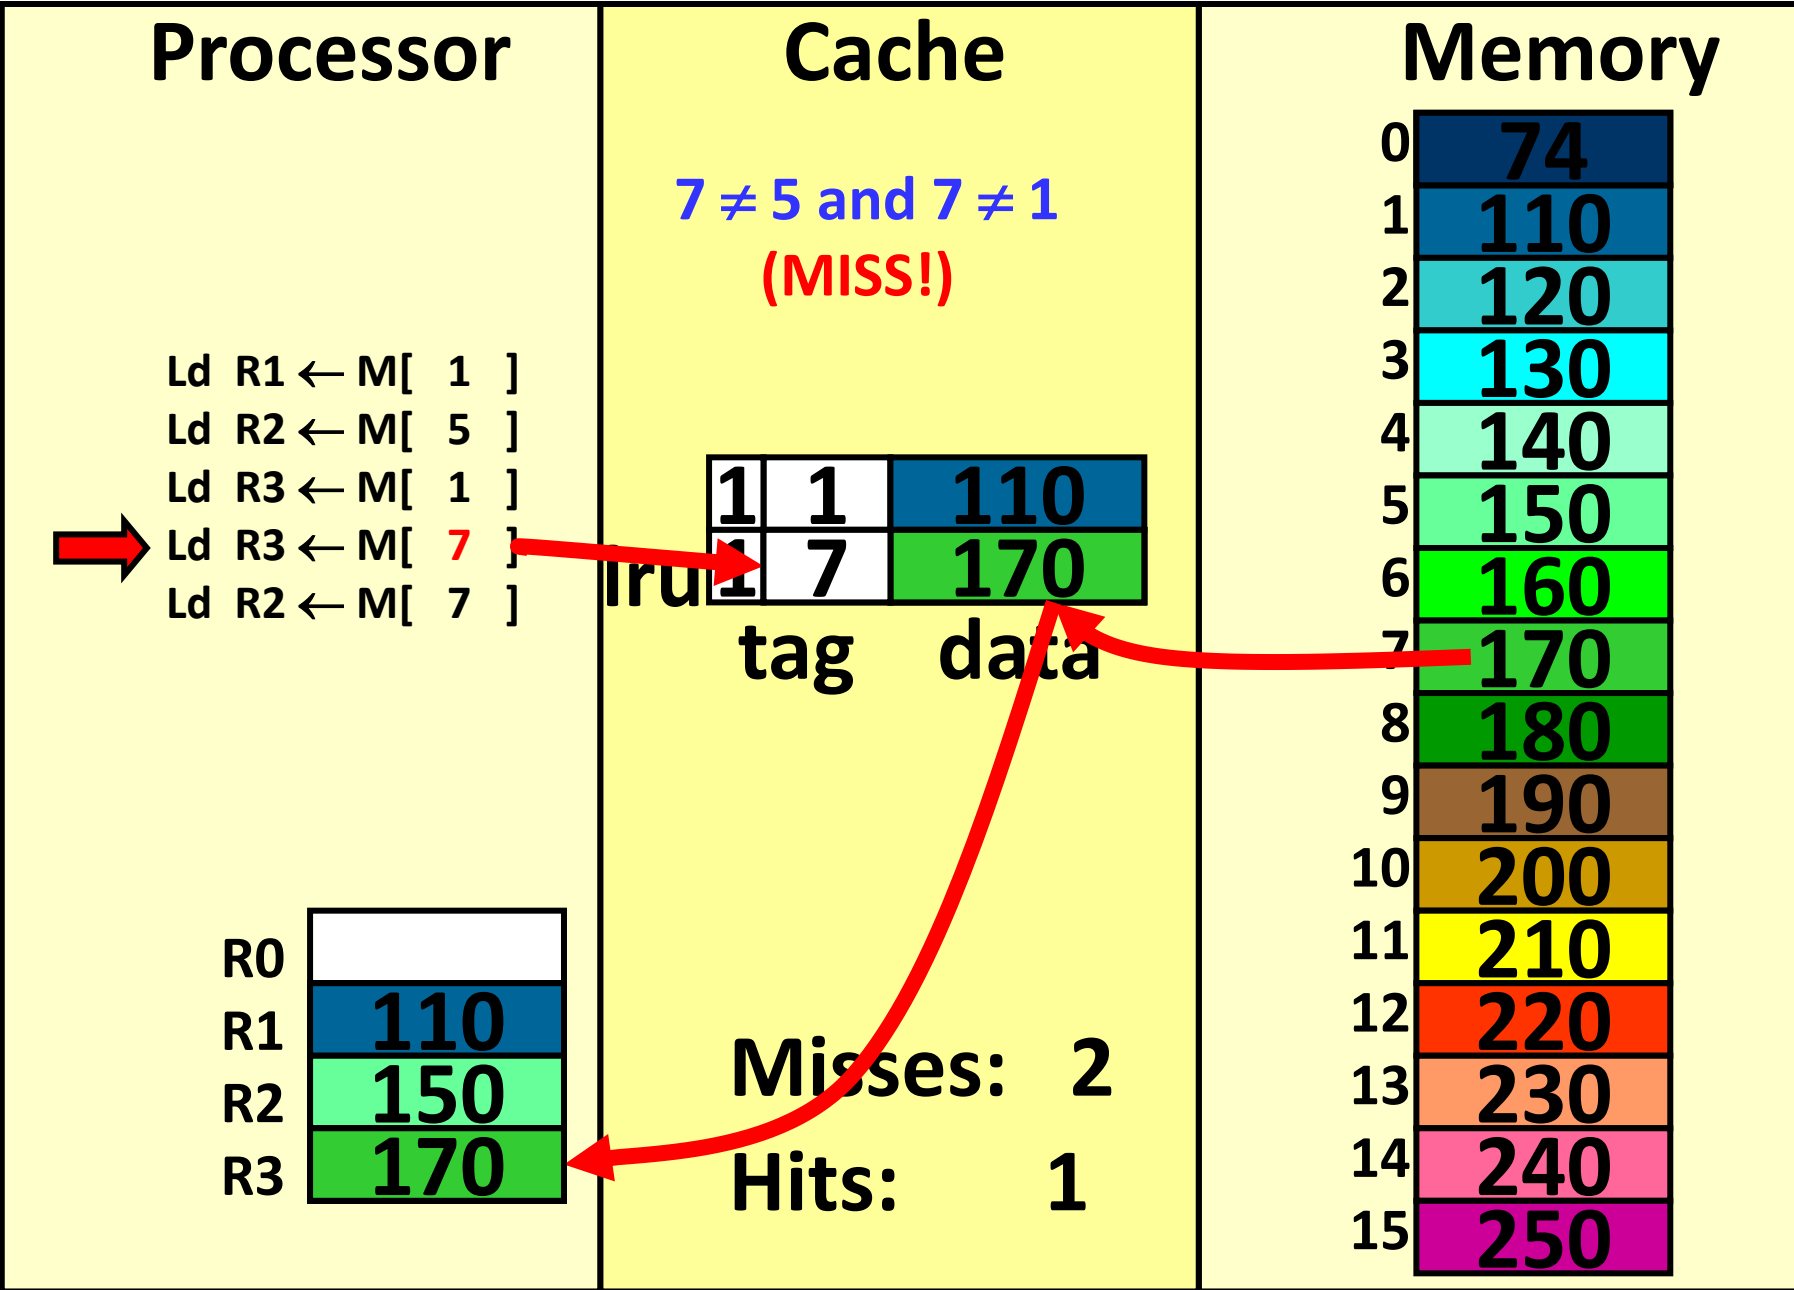 Processor
Cache
Memory
7 ≠ 5 and 7 ≠ 1
(MISS!)
Ld R1 ← M[ 1 ]
Ld R2 ← M[ 5 ]
Ld R3 ← M[ 1 ]
Ld R3 ← M[ 7 ]
Ld R2 ← M[ 7 ]
1 1 110
lru 1 7 170
tag data
R0
R1 110
R2 150
R3 170
Misses: 2
Hits: 1
0 74
1 110
2 120
3 130
4 140
5 150
6 160
7 170
8 180
9 190
10 200
11 210
12 220
13 230
14 240
15 250